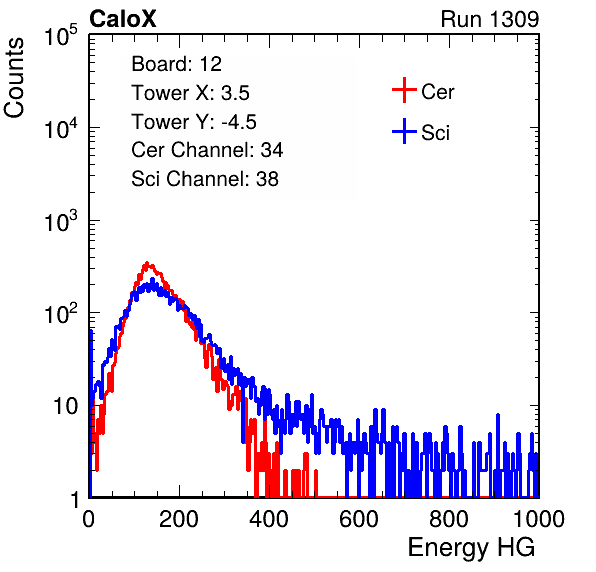 CaloX Run 1309
Counts
Board: 12
Tower X: 3.5
Tower Y: -4.5
Cer Channel: 34
Sci Channel: 38
Cer
Sci
10^5
10^4
10^3
10^2
10
1
0 200 400 600 800 1000
Energy HG